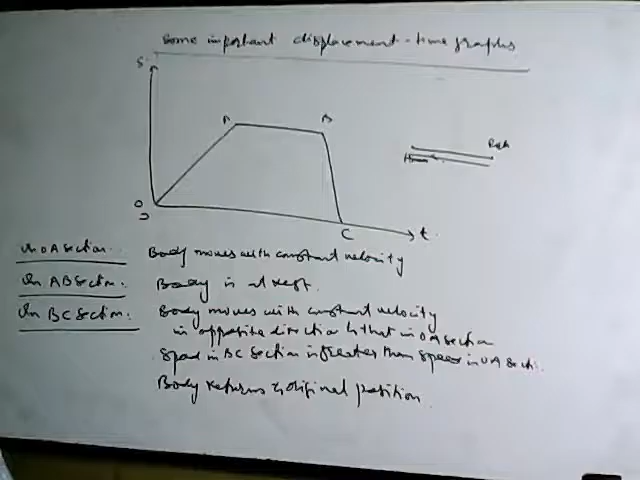 Some important displacement-time graphs
S
A
B
O
C
t
In OA section.
Body moves with constant velocity
In AB section:
Body is at rest.
In BC section:
Body moves with constant velocity
in opposite direction to that in OA section
Speed in BC section is greater than speed in OA secti.
Body returns to original position.